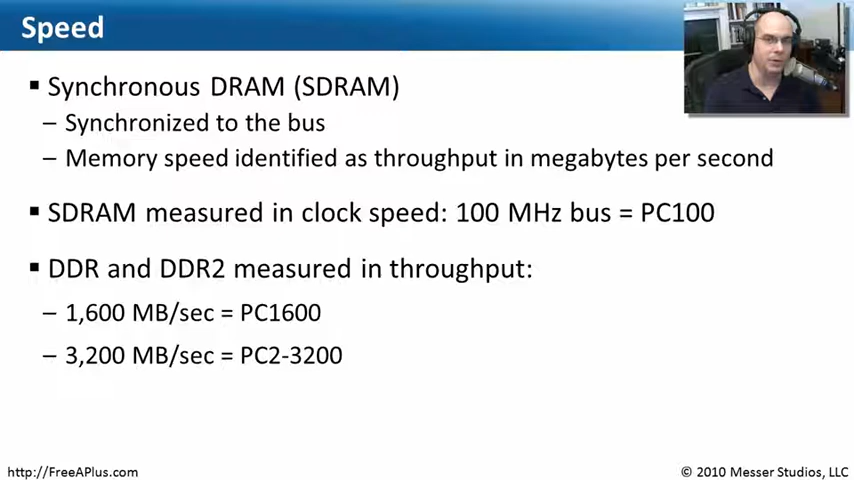 Speed
▪ Synchronous DRAM (SDRAM)
– Synchronized to the bus
– Memory speed identified as throughput in megabytes per second
▪ SDRAM measured in clock speed: 100 MHz bus = PC100
▪ DDR and DDR2 measured in throughput:
– 1,600 MB/sec = PC1600
– 3,200 MB/sec = PC2-3200
http://FreeAPlus.com
© 2010 Messer Studios, LLC